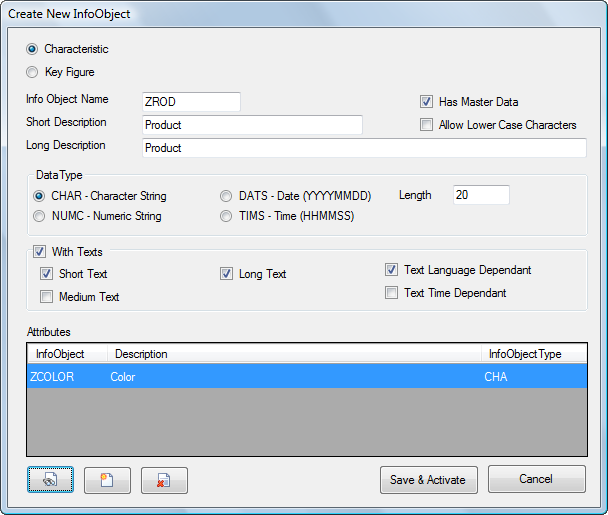 Create New InfoObject
Characteristic
Key Figure
Info Object Name ZROD Has Master Data
Short Description Product Allow Lower Case Characters
Long Description Product
DataType
CHAR - Character String DATS - Date (YYYYMMDD) Length 20
NUMC - Numeric String TIMS - Time (HHMMSS)
With Texts
Short Text Long Text Text Language Dependant
Medium Text Text Time Dependant
Attributes
InfoObject Description InfoObjectType
ZCOLOR Color CHA
Save & Activate Cancel